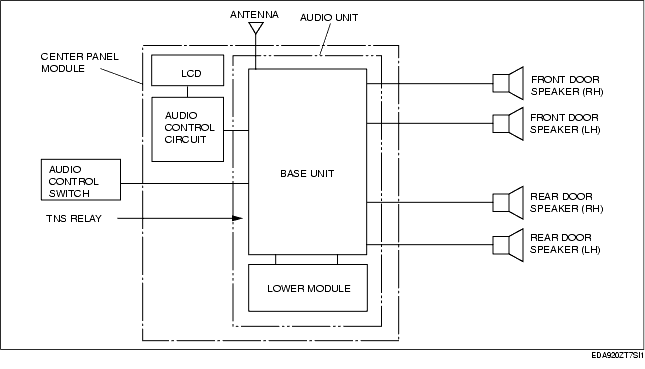 ANTENNA
AUDIO UNIT
CENTER PANEL
MODULE
LCD
AUDIO
CONTROL
CIRCUIT
AUDIO
CONTROL
SWITCH
TNS RELAY
BASE UNIT
LOWER MODULE
FRONT DOOR
SPEAKER (RH)
FRONT DOOR
SPEAKER (LH)
REAR DOOR
SPEAKER (RH)
REAR DOOR
SPEAKER (LH)
EDA920ZT7SI1